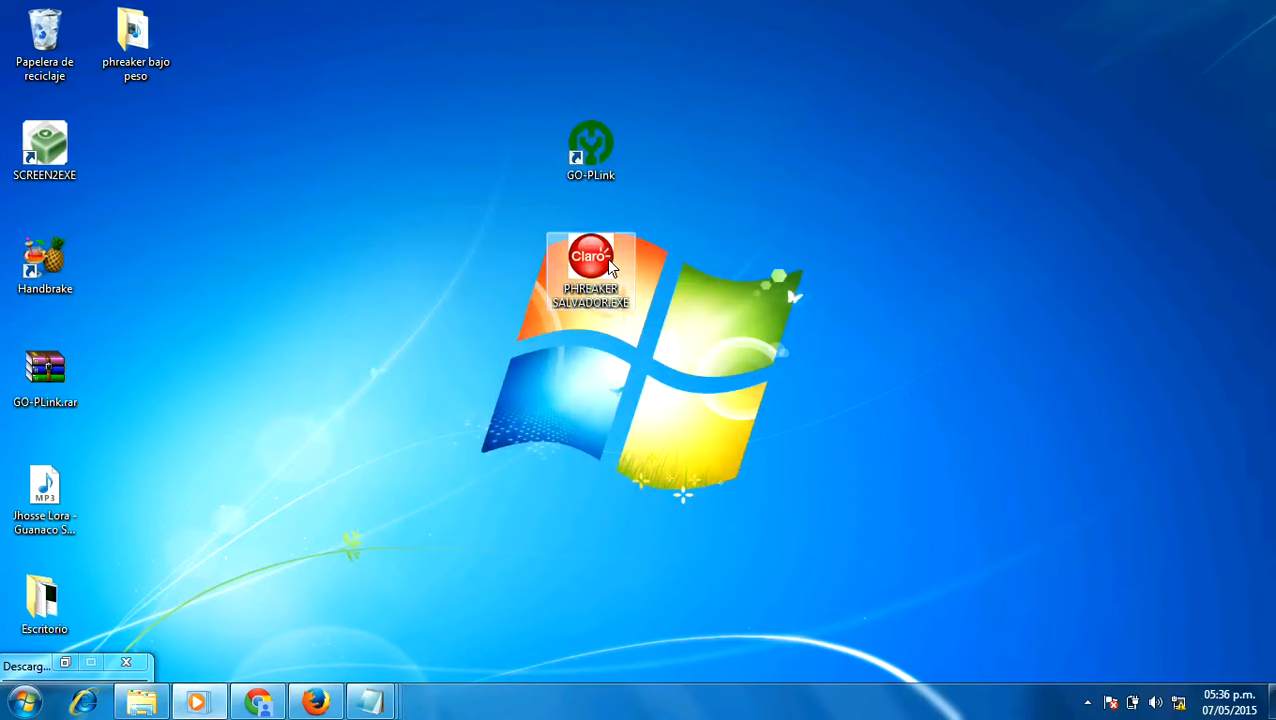 Papelera de
reciclaje
phreaker bajo
peso
SCREEN2EXE
GO-PLink
Claro
PHREAKER
SALVADOR.EXE
Handbrake
GO-PLink.rar
MP3
Jhosse Lora -
Guanaco S...
Escritorio
Descarg...
05:36 p.m.
07/05/2015